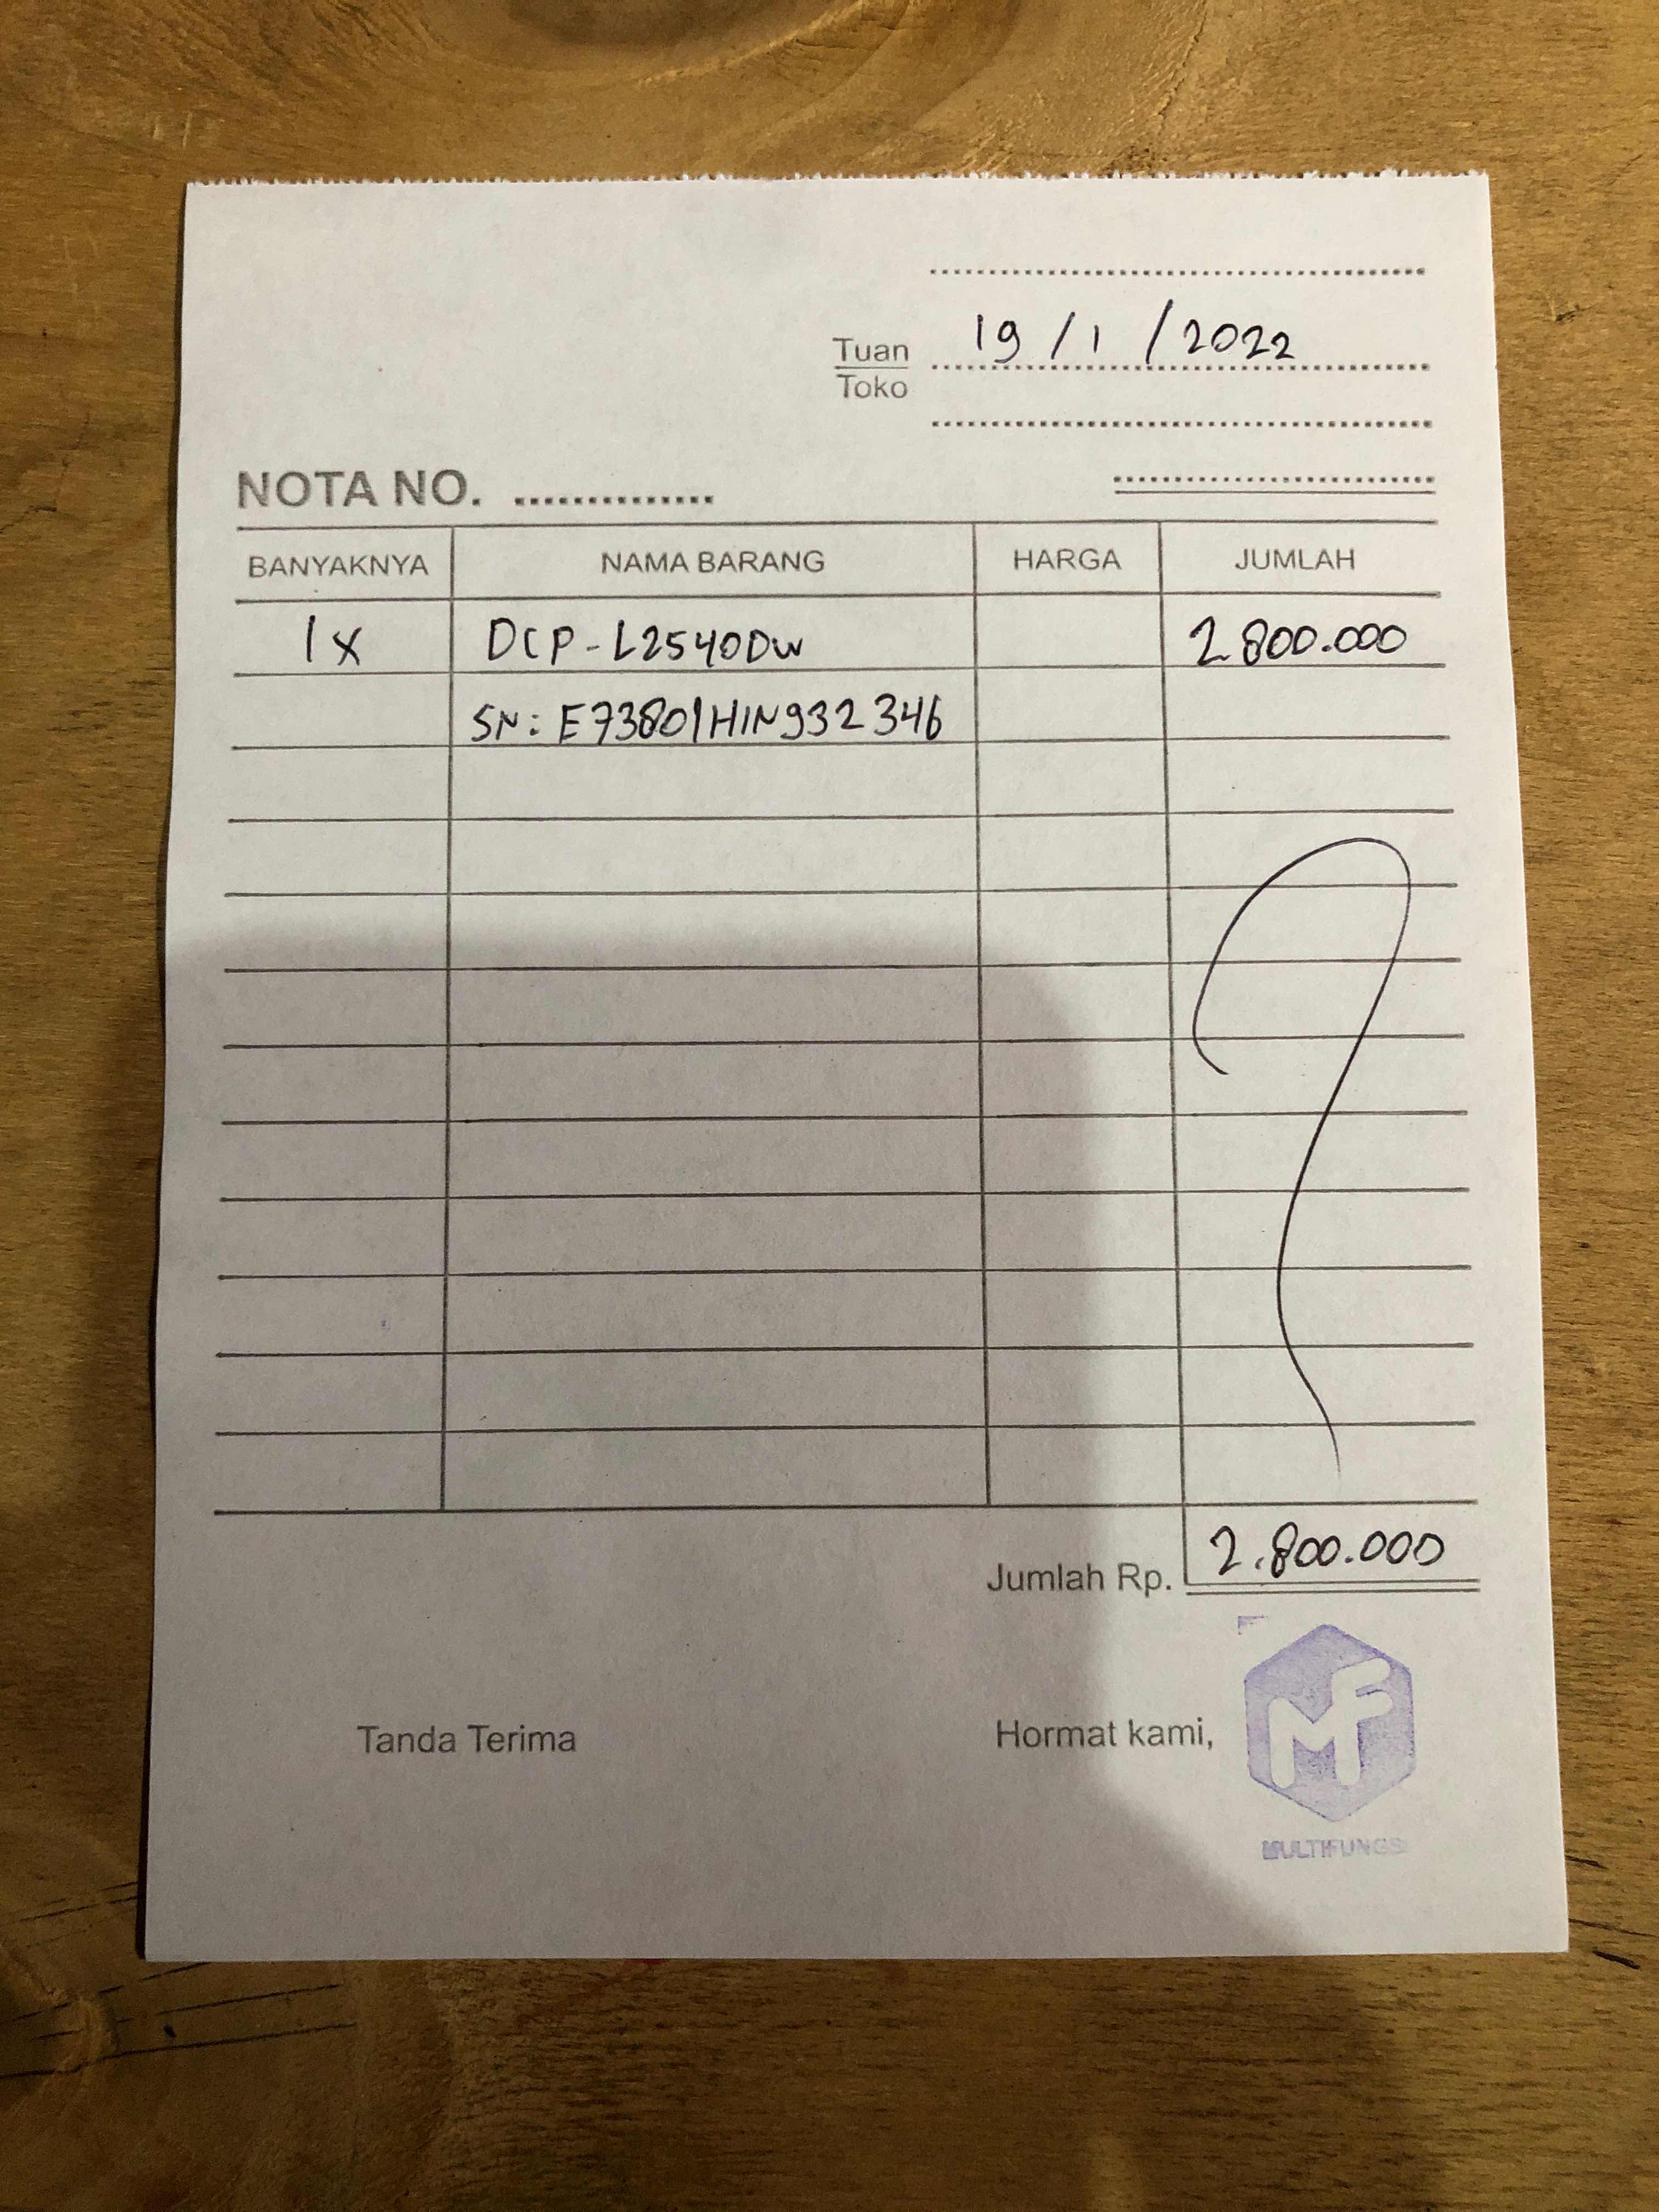 19/1/2022
Tuan
Toko
NOTA NO. ..............
BANYAKNYA NAMA BARANG HARGA JUMLAH
1x DCP-L2540DW 2.800.000
SN: E73801H1N932346
Jumlah Rp. 2.800.000
Tanda Terima Hormat kami,
MF
MULTIFUNGSI